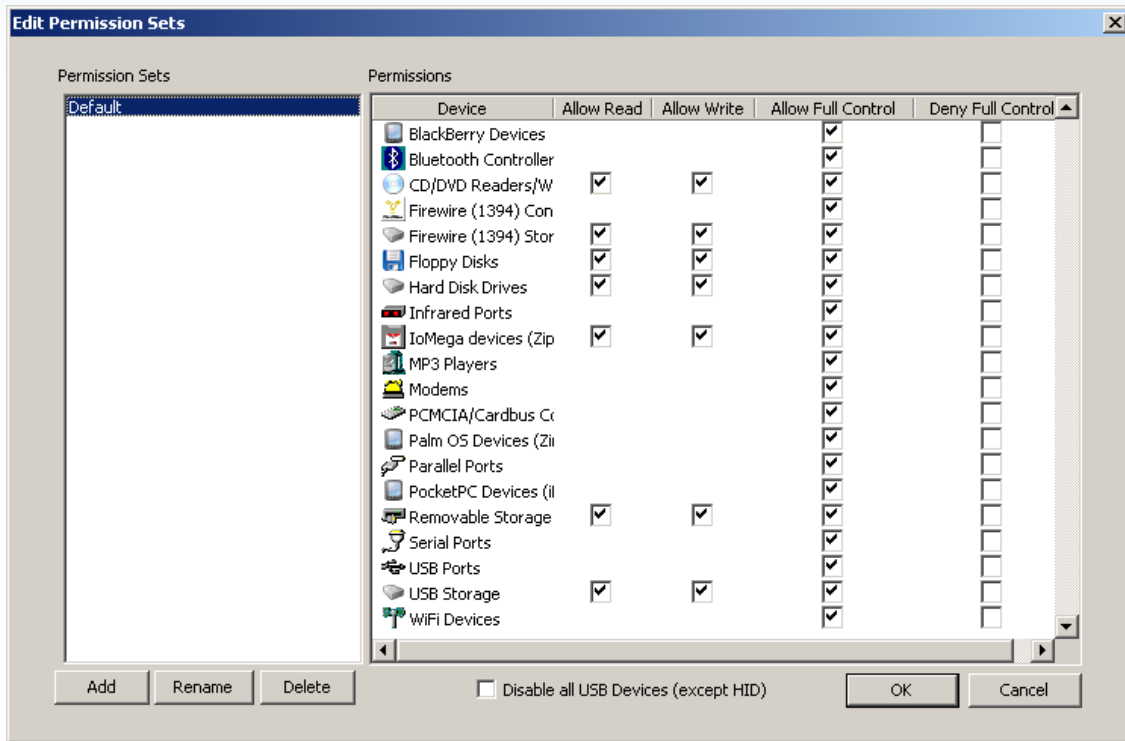 Edit Permission Sets
Permission Sets
Permissions
Default
Device Allow Read Allow Write Allow Full Control Deny Full Control
BlackBerry Devices
Bluetooth Controller
CD/DVD Readers/W
Firewire (1394) Con
Firewire (1394) Stor
Floppy Disks
Hard Disk Drives
Infrared Ports
IoMega devices (Zip
MP3 Players
Modems
PCMCIA/Cardbus Co
Palm OS Devices (Zir
Parallel Ports
PocketPC Devices (il
Removable Storage
Serial Ports
USB Ports
USB Storage
WiFi Devices
Add Rename Delete
Disable all USB Devices (except HID)
OK Cancel